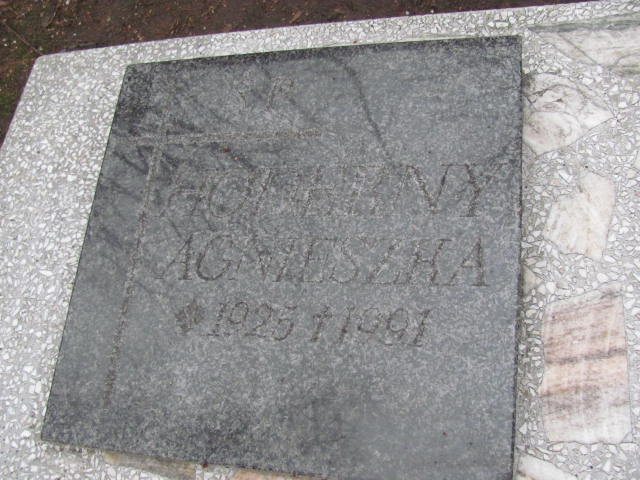 Ś.P.
AGNIESZKA
* 1925 † 1991